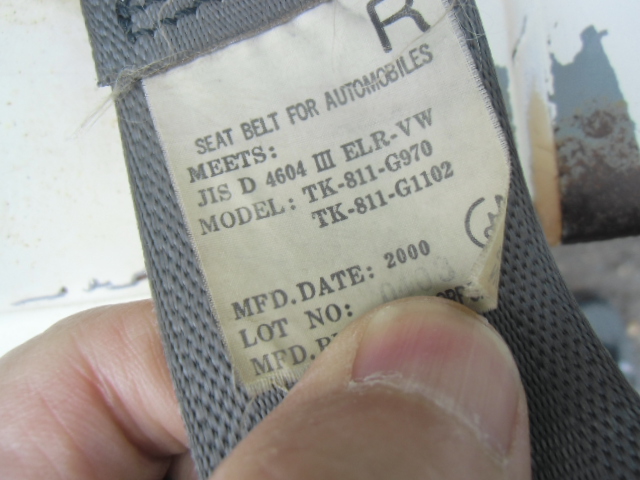 R
SEAT BELT FOR AUTOMOBILES
MEETS:
JIS D 4604 III ELR-VW
MODEL: TK-811-G970
TK-811-G1102
MFD.DATE: 2000
LOT NO:
MFD.